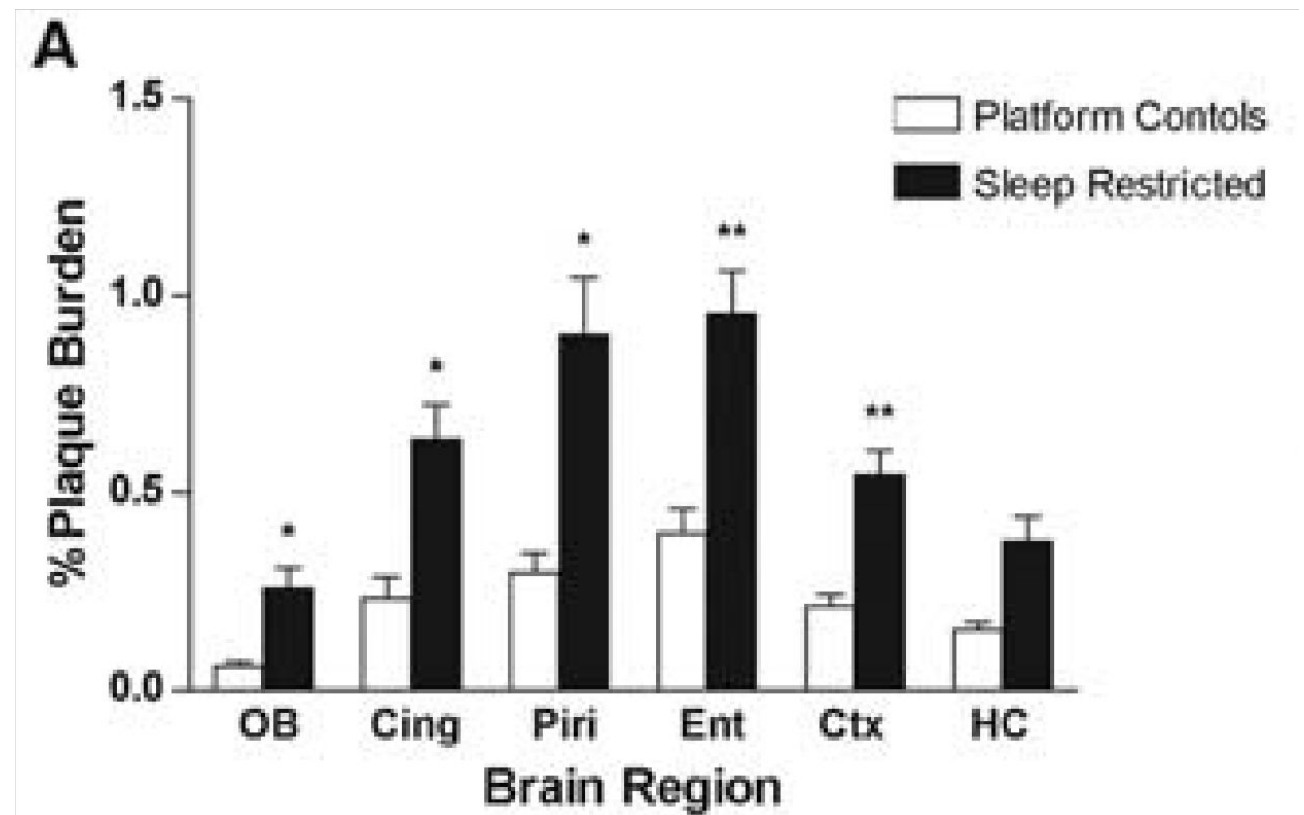 A
1.5
Platform Contols
Sleep Restricted
**
*
1.0
*
**
0.5
*
0.0
% Plaque Burden
OB Cing Piri Ent Ctx HC
Brain Region